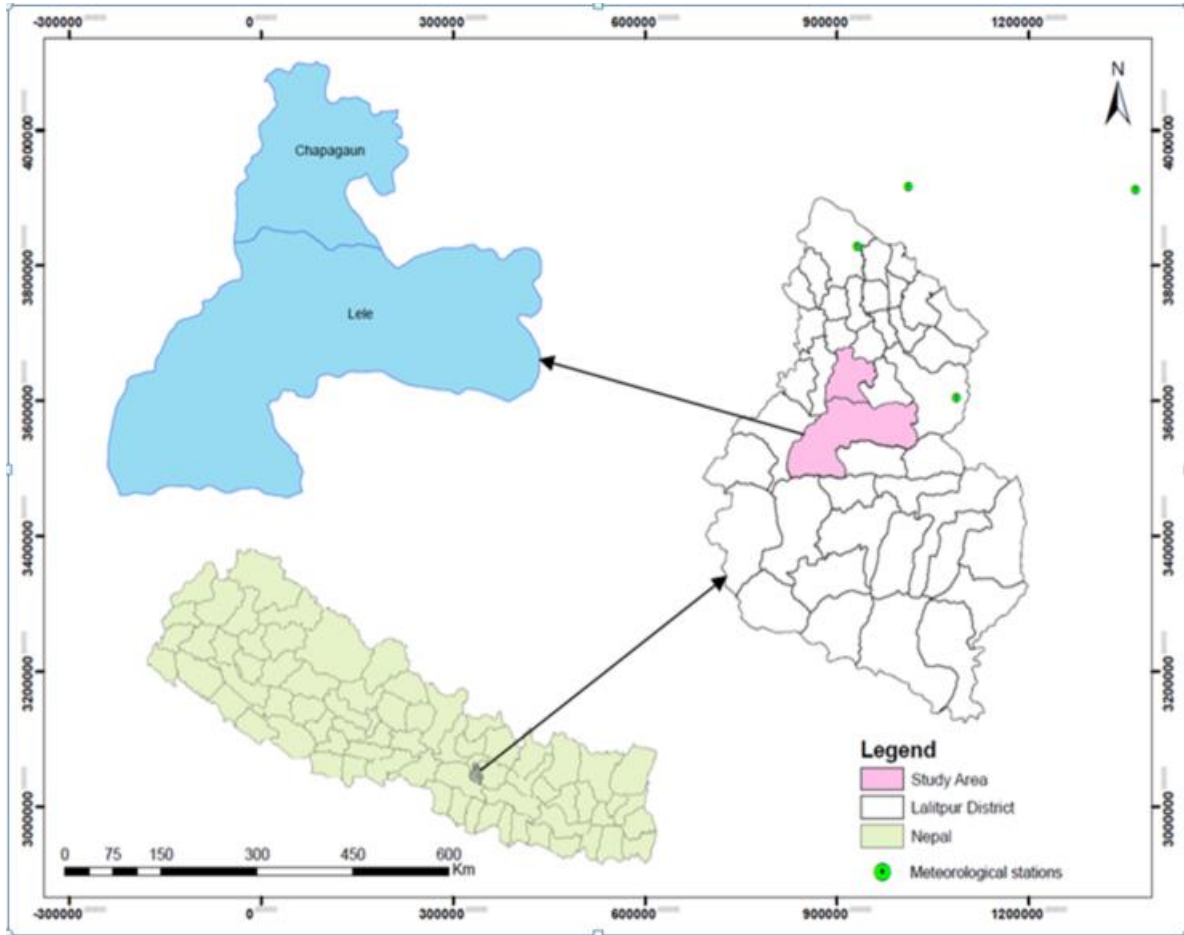 -300000 0 300000 600000 900000 1200000
N
4000000 4000000
Chapagaun
3800000 3800000
Lele
3600000 3600000
3400000 3400000
3200000 3200000
Legend
Study Area
Lalitpur District
3000000 3000000
Nepal
0 75 150 300 450 600
Km
Meteorological stations
-300000 0 300000 600000 900000 1200000